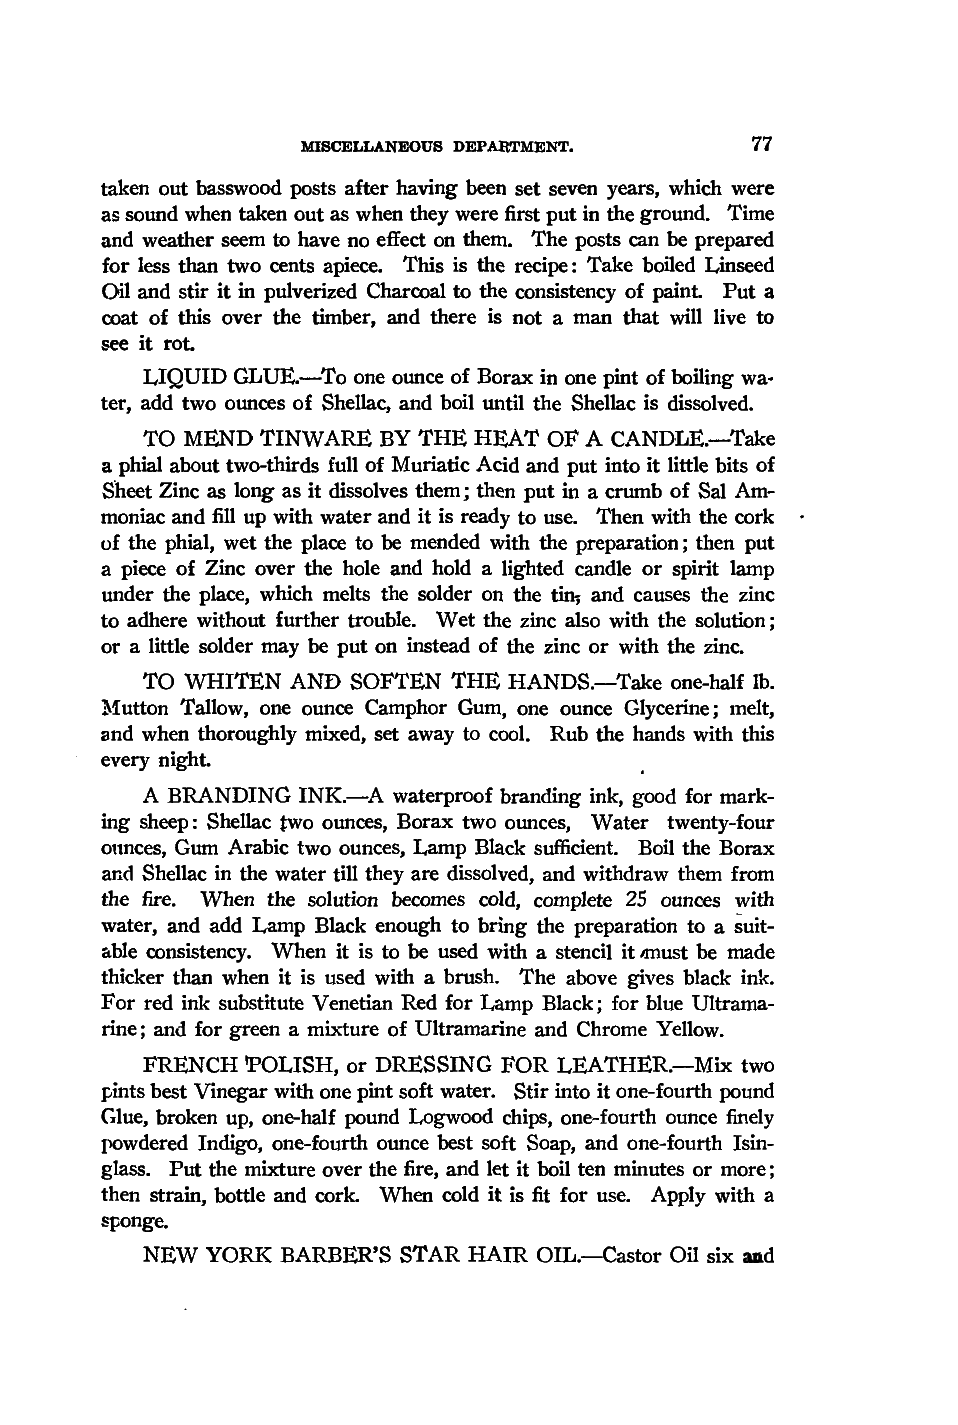 MISCELLANEOUS DEPARTMENT. 77
taken out basswood posts after having been set seven years, which were
as sound when taken out as when they were first put in the ground. Time
and weather seem to have no effect on them. The posts can be prepared
for less than two cents apiece. This is the recipe: Take boiled Linseed
Oil and stir it in pulverized Charcoal to the consistency of paint. Put a
coat of this over the timber, and there is not a man that will live to
see it rot.
LIQUID GLUE.—To one ounce of Borax in one pint of boiling wa-
ter, add two ounces of Shellac, and boil until the Shellac is dissolved.
TO MEND TINWARE BY THE HEAT OF A CANDLE.—Take
a phial about two-thirds full of Muriatic Acid and put into it little bits of
Sheet Zinc as long as it dissolves them; then put in a crumb of Sal Am-
moniac and fill up with water and it is ready to use. Then with the cork
of the phial, wet the place to be mended with the preparation; then put
a piece of Zinc over the hole and hold a lighted candle or spirit lamp
under the place, which melts the solder on the tin, and causes the zinc
to adhere without further trouble. Wet the zinc also with the solution;
or a little solder may be put on instead of the zinc or with the zinc.
TO WHITEN AND SOFTEN THE HANDS.—Take one-half lb.
Mutton Tallow, one ounce Camphor Gum, one ounce Glycerine; melt,
and when thoroughly mixed, set away to cool. Rub the hands with this
every night.
A BRANDING INK.—A waterproof branding ink, good for mark-
ing sheep: Shellac two ounces, Borax two ounces, Water twenty-four
ounces, Gum Arabic two ounces, Lamp Black sufficient. Boil the Borax
and Shellac in the water till they are dissolved, and withdraw them from
the fire. When the solution becomes cold, complete 25 ounces with
water, and add Lamp Black enough to bring the preparation to a suit-
able consistency. When it is to be used with a stencil it must be made
thicker than when it is used with a brush. The above gives black ink.
For red ink substitute Venetian Red for Lamp Black; for blue Ultrama-
rine; and for green a mixture of Ultramarine and Chrome Yellow.
FRENCH POLISH, or DRESSING FOR LEATHER.—Mix two
pints best Vinegar with one pint soft water. Stir into it one-fourth pound
Glue, broken up, one-half pound Logwood chips, one-fourth ounce finely
powdered Indigo, one-fourth ounce best soft Soap, and one-fourth Isin-
glass. Put the mixture over the fire, and let it boil ten minutes or more;
then strain, bottle and cork. When cold it is fit for use. Apply with a
sponge.
NEW YORK BARBER'S STAR HAIR OIL.—Castor Oil six and